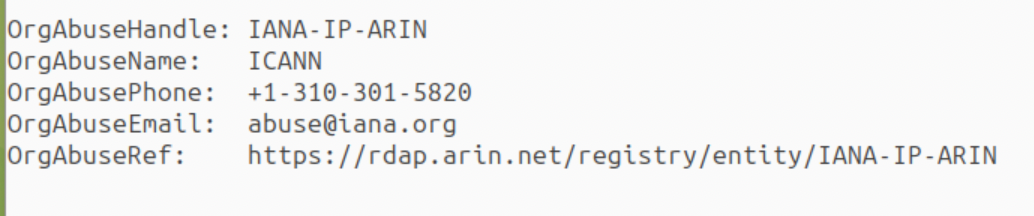 OrgAbuseHandle: IANA-IP-ARIN
OrgAbuseName:   ICANN
OrgAbusePhone:  +1-310-301-5820
OrgAbuseEmail:  abuse@iana.org
OrgAbuseRef:    https://rdap.arin.net/registry/entity/IANA-IP-ARIN